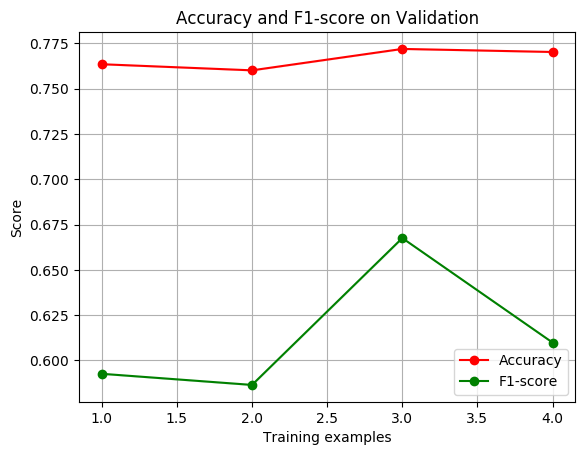 Accuracy and F1-score on Validation
0.775
0.750
0.725
0.700
0.675
0.650
0.625
0.600
Score
1.0 1.5 2.0 2.5 3.0 3.5 4.0
Training examples
Accuracy
F1-score